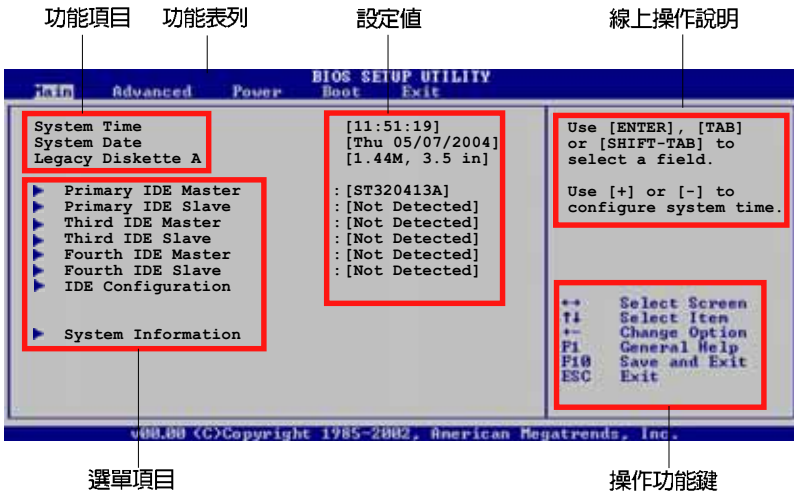 功能項目 功能表列 設定值 線上操作說明
BIOS SETUP UTILITY
Main Advanced Power Boot Exit
System Time [11:51:19]
System Date [Thu 05/07/2004]
Legacy Diskette A [1.44M, 3.5 in]
Primary IDE Master :[ST320413A]
Primary IDE Slave :[Not Detected]
Third IDE Master :[Not Detected]
Third IDE Slave :[Not Detected]
Fourth IDE Master :[Not Detected]
Fourth IDE Slave :[Not Detected]
IDE Configuration
System Information
Use [ENTER], [TAB]
or [SHIFT-TAB] to
select a field.
Use [+] or [-] to
configure system time.
↔ Select Screen
↑↓ Select Item
+- Change Option
F1 General Help
F10 Save and Exit
ESC Exit
v00.00 (C)Copyright 1985-2002, American Megatrends, Inc.
選單項目 操作功能鍵